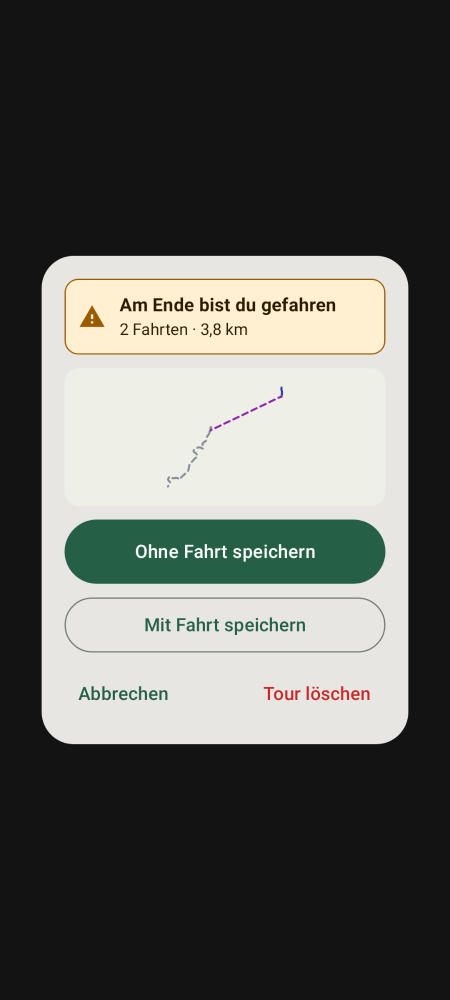 Am Ende bist du gefahren
2 Fahrten · 3,8 km
Ohne Fahrt speichern
Mit Fahrt speichern
Abbrechen
Tour löschen